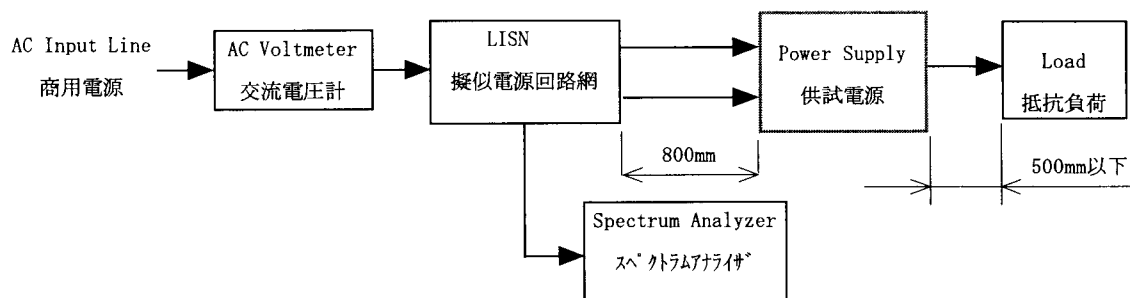 AC Input Line
商用電源
AC Voltmeter
交流電圧計
LISN
擬似電源回路網
Power Supply
供試電源
Load
抵抗負荷
800mm
500mm以下
Spectrum Analyzer
ｽﾍﾟｸﾄﾗﾑｱﾅﾗｲｻﾞ